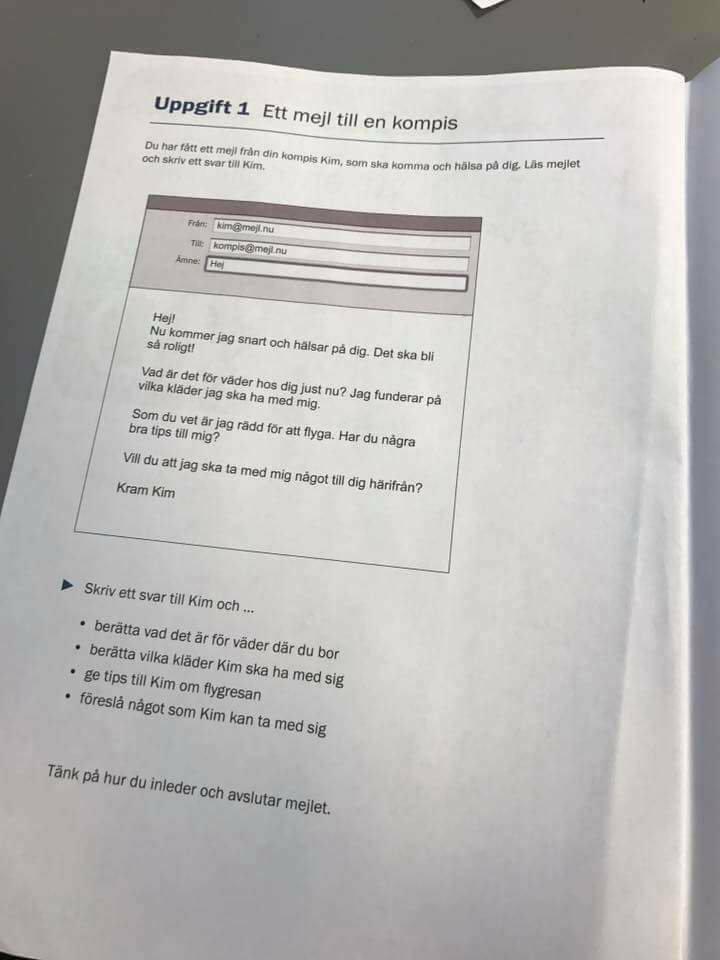 Uppgift 1 Ett mejl till en kompis
Du har fått ett mejl från din kompis Kim, som ska komma och hälsa på dig. Läs mejlet
och skriv ett svar till Kim.
Från: kim@mejl.nu
Till: kompis@mejl.nu
Ämne: Hej
Hej!
Nu kommer jag snart och hälsar på dig. Det ska bli
så roligt!
Vad är det för väder hos dig just nu? Jag funderar på
vilka kläder jag ska ha med mig.
Som du vet är jag rädd för att flyga. Har du några
bra tips till mig?
Vill du att jag ska ta med mig något till dig härifrån?
Kram Kim
Skriv ett svar till Kim och ...
• berätta vad det är för väder där du bor
• berätta vilka kläder Kim ska ha med sig
• ge tips till Kim om flygresan
• föreslå något som Kim kan ta med sig
Tänk på hur du inleder och avslutar mejlet.